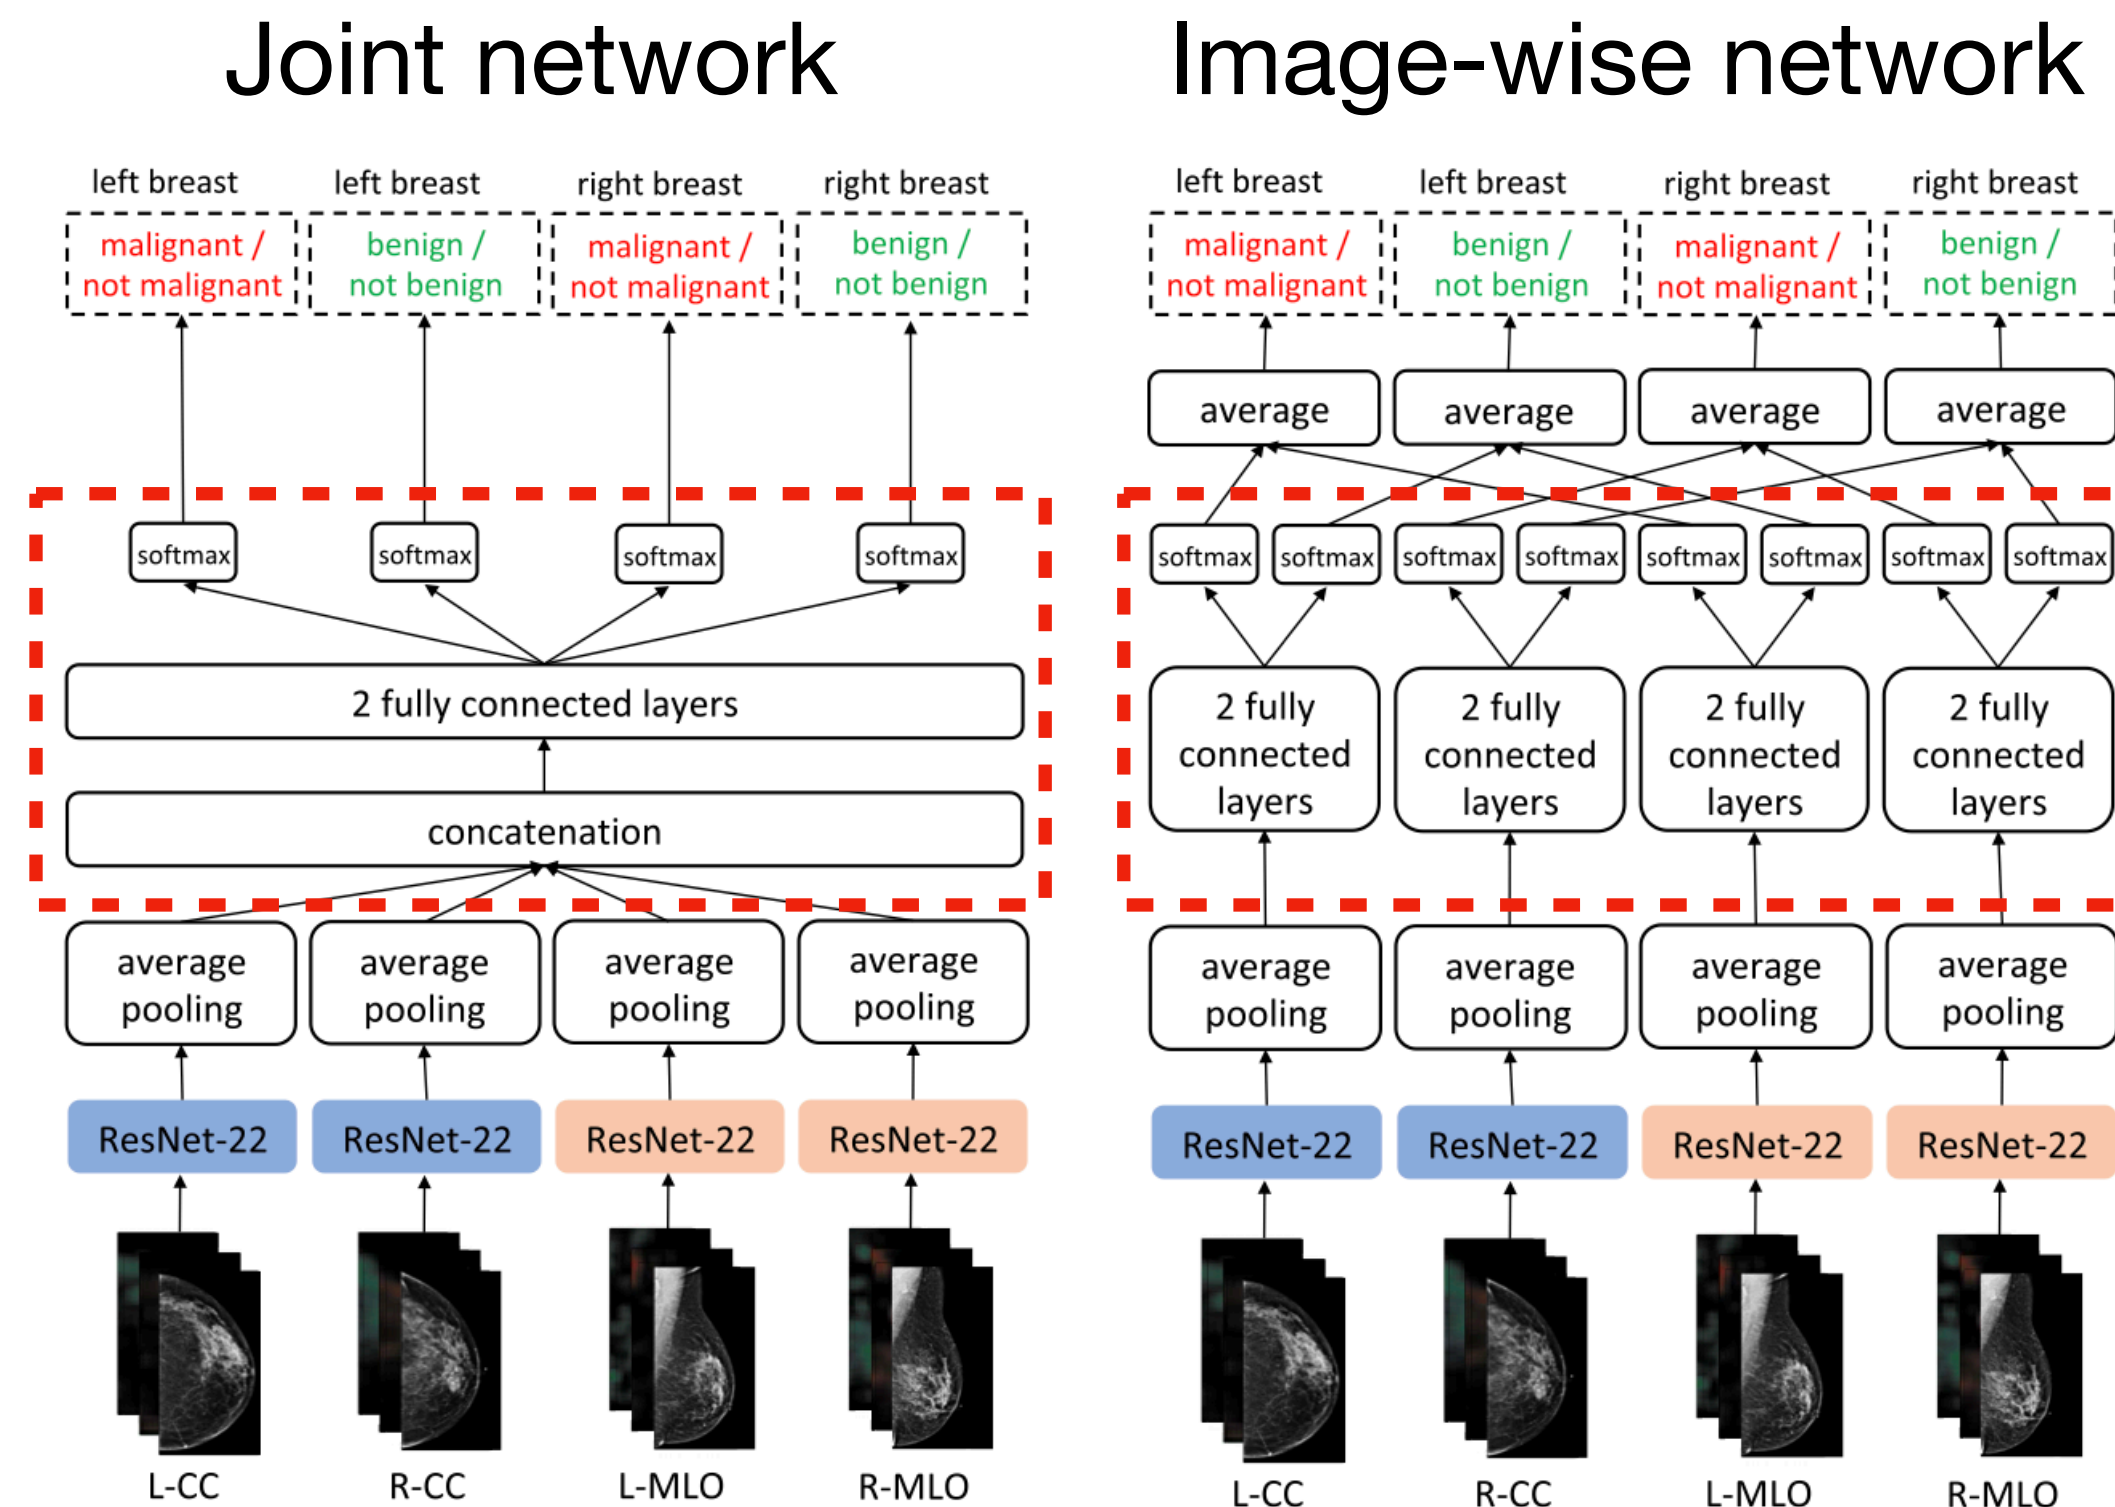 Joint network
left breast left breast right breast right breast
malignant / benign / malignant / benign /
not malignant not benign not malignant not benign
softmax softmax softmax softmax
2 fully connected layers
concatenation
average average average average
pooling pooling pooling pooling
ResNet-22 ResNet-22 ResNet-22 ResNet-22
L-CC R-CC L-MLO R-MLO
Image-wise network
left breast left breast right breast right breast
malignant / benign / malignant / benign /
not malignant not benign not malignant not benign
average average average average
softmax softmax softmax softmax softmax softmax softmax softmax
2 fully 2 fully 2 fully 2 fully
connected connected connected connected
layers layers layers layers
average average average average
pooling pooling pooling pooling
ResNet-22 ResNet-22 ResNet-22 ResNet-22
L-CC R-CC L-MLO R-MLO